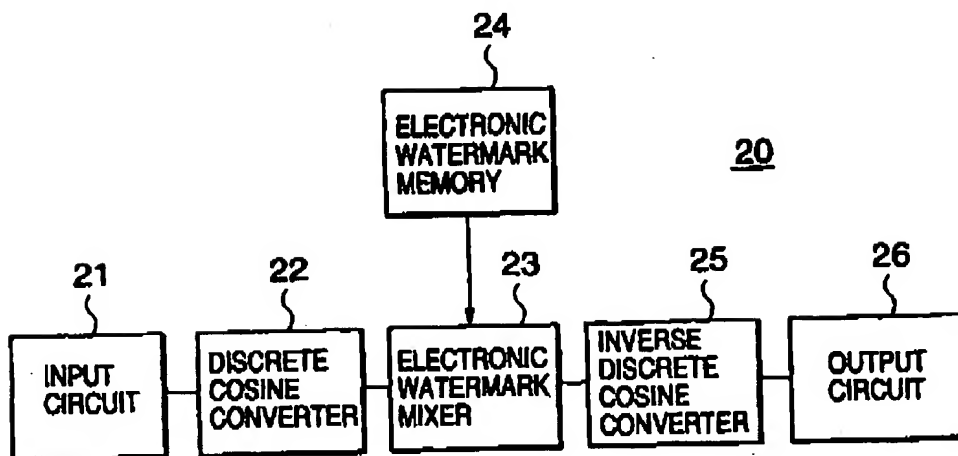 24
ELECTRONIC
WATERMARK
MEMORY
20
21
INPUT
CIRCUIT
22
DISCRETE
COSINE
CONVERTER
23
ELECTRONIC
WATERMARK
MIXER
25
INVERSE
DISCRETE
COSINE
CONVERTER
26
OUTPUT
CIRCUIT